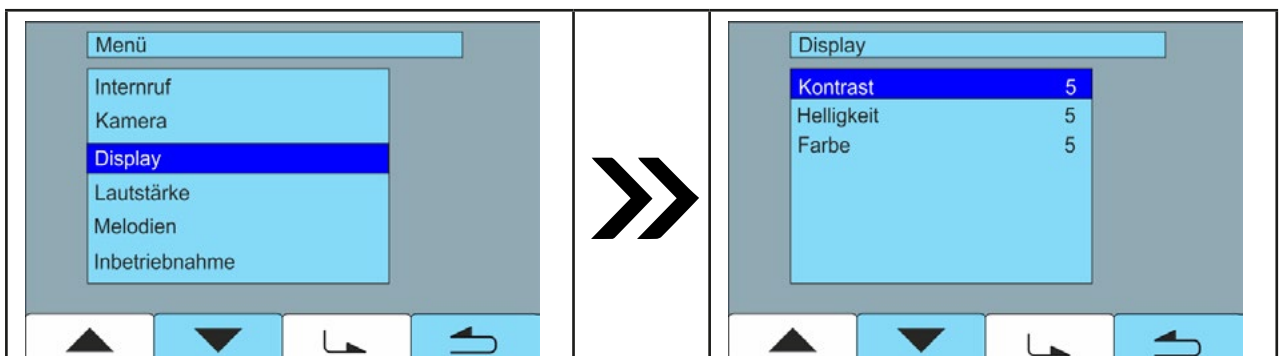 Menü
Internruf
Kamera
Display
Lautstärke
Melodien
Inbetriebnahme
Display
Kontrast 5
Helligkeit 5
Farbe 5